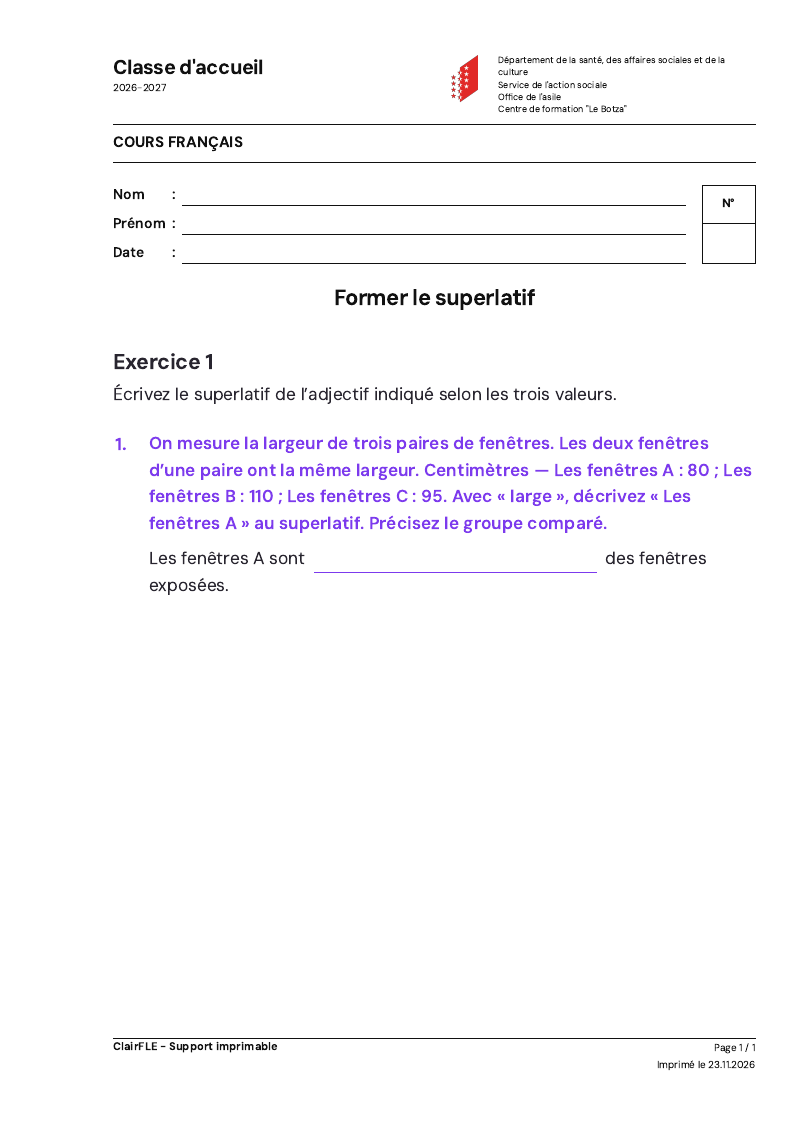 Classe d'accueil
2026-2027
Département de la santé, des affaires sociales et de la
culture
Service de l'action sociale
Office de l'asile
Centre de formation "Le Botza"
COURS FRANÇAIS
Nom :
Prénom :
Date :
N°
Former le superlatif
Exercice 1
Écrivez le superlatif de l’adjectif indiqué selon les trois valeurs.
1. On mesure la largeur de trois paires de fenêtres. Les deux fenêtres
d’une paire ont la même largeur. Centimètres — Les fenêtres A : 80 ; Les
fenêtres B : 110 ; Les fenêtres C : 95. Avec « large », décrivez « Les
fenêtres A » au superlatif. Précisez le groupe comparé.
Les fenêtres A sont des fenêtres
exposées.
ClairFLE - Support imprimable
Page 1 / 1
Imprimé le 23.11.2026